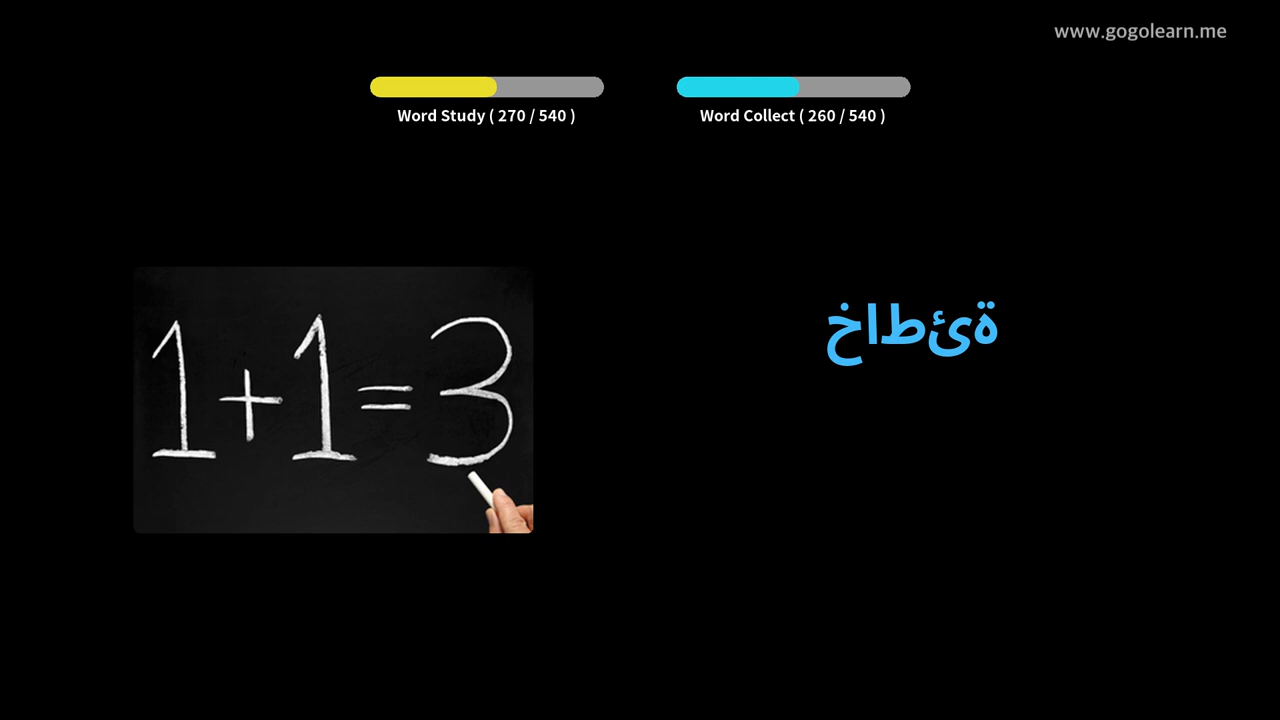 www.gogolearn.me
Word Study ( 270 / 540 )
Word Collect ( 260 / 540 )
1+1=3
خاطئة